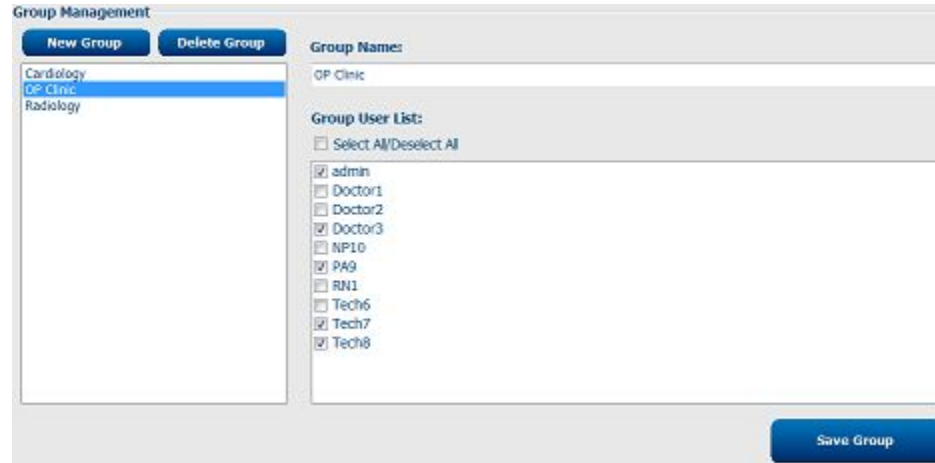 Group Management
New Group
Delete Group
Cardiology
OP Clinic
Radiology
Group Name:
OP Clinic
Group User List:
Select All/Deselect All
admin
Doctor1
Doctor2
Doctor3
NP10
PA9
RN1
Tech6
Tech7
Tech8
Save Group